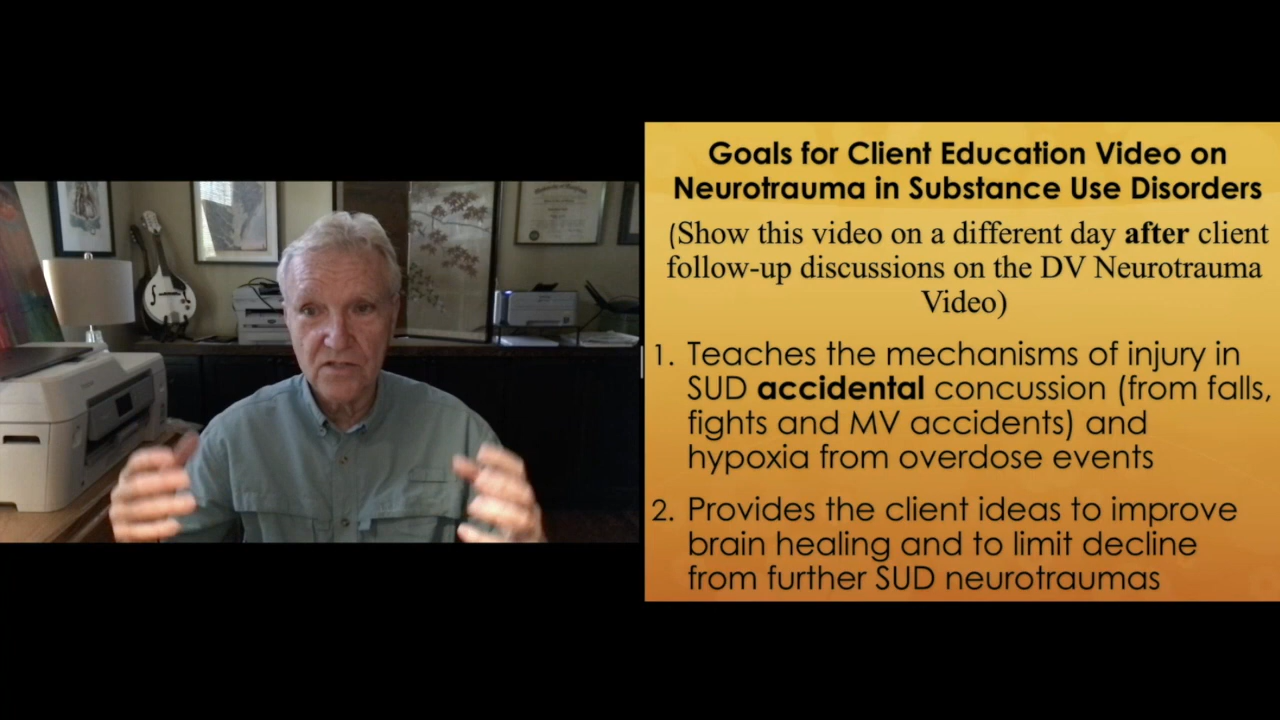 Goals for Client Education Video on
Neurotrauma in Substance Use Disorders
(Show this video on a different day after client
follow-up discussions on the DV Neurotrauma
Video)
1. Teaches the mechanisms of injury in
SUD accidental concussion (from falls,
fights and MV accidents) and
hypoxia from overdose events
2. Provides the client ideas to improve
brain healing and to limit decline
from further SUD neurotraumas